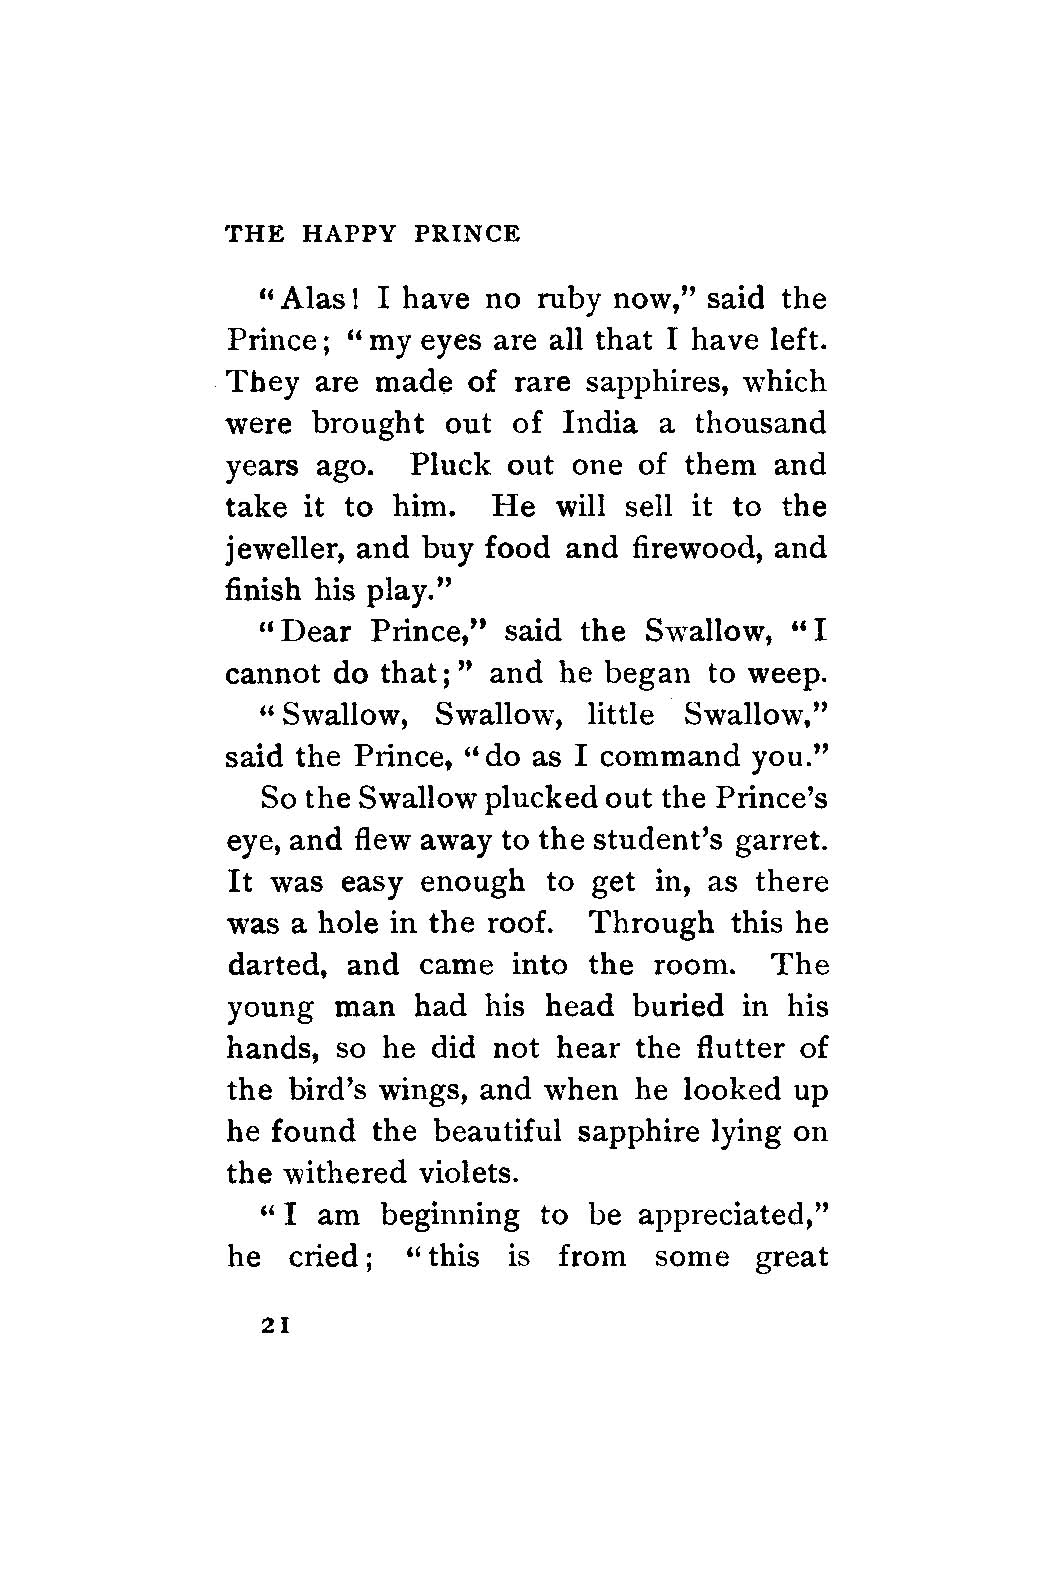 THE HAPPY PRINCE
“Alas! I have no ruby now,” said the
Prince; “my eyes are all that I have left.
They are made of rare sapphires, which
were brought out of India a thousand
years ago. Pluck out one of them and
take it to him. He will sell it to the
jeweller, and buy food and firewood, and
finish his play.”
“Dear Prince,” said the Swallow, “I
cannot do that;” and he began to weep.
“Swallow, Swallow, little Swallow,”
said the Prince, “do as I command you.”
So the Swallow plucked out the Prince’s
eye, and flew away to the student’s garret.
It was easy enough to get in, as there
was a hole in the roof. Through this he
darted, and came into the room. The
young man had his head buried in his
hands, so he did not hear the flutter of
the bird’s wings, and when he looked up
he found the beautiful sapphire lying on
the withered violets.
“I am beginning to be appreciated,”
he cried; “this is from some great
21